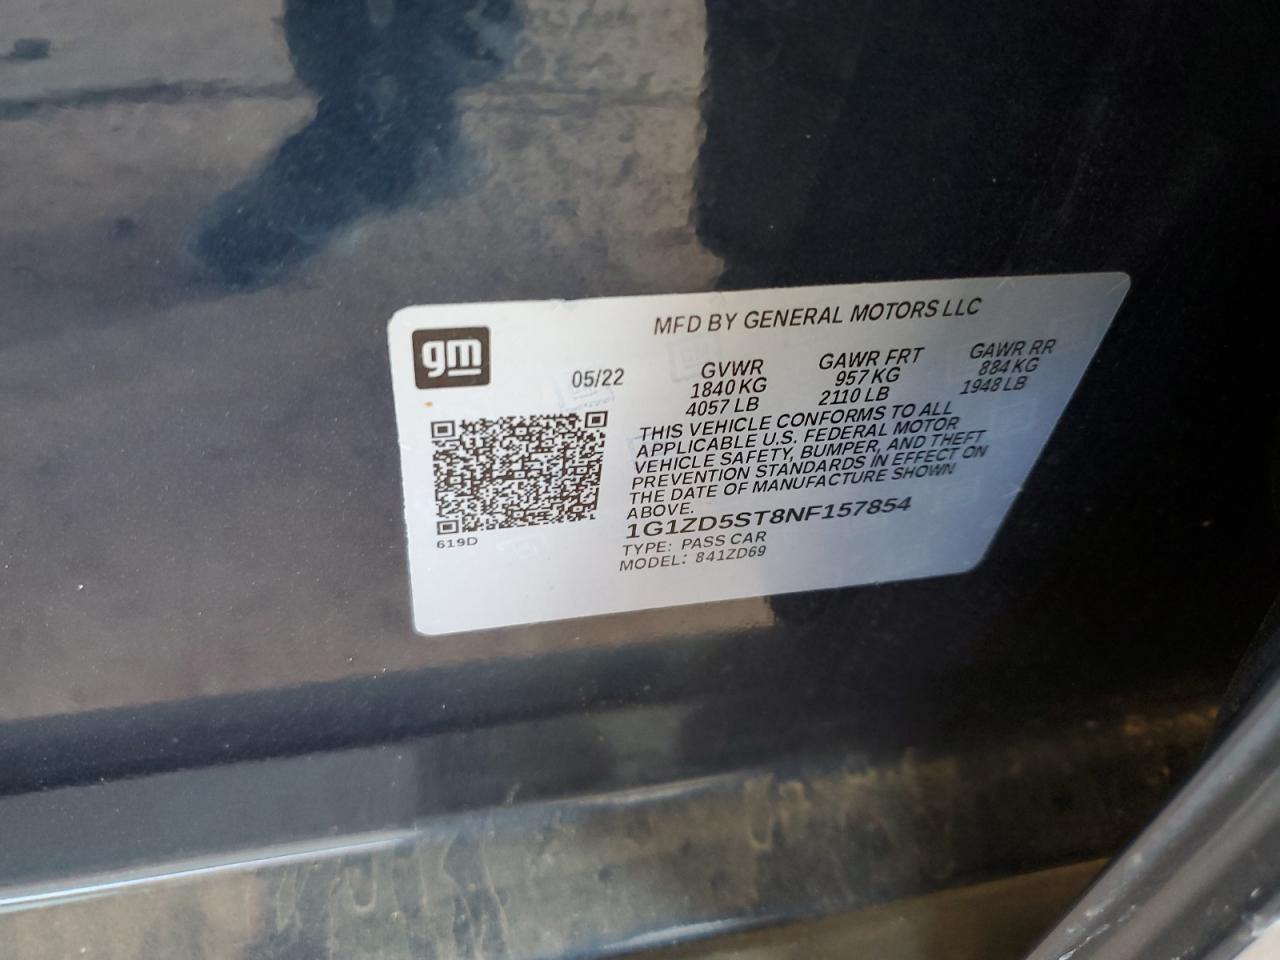 MFD BY GENERAL MOTORS LLC
gm
05/22
GVWR GAWR FRT GAWR RR
1840 KG 957 KG 884 KG
4057 LB 2110 LB 1948 LB
THIS VEHICLE CONFORMS TO ALL
APPLICABLE U.S. FEDERAL MOTOR
VEHICLE SAFETY, BUMPER, AND THEFT
PREVENTION STANDARDS IN EFFECT ON
THE DATE OF MANUFACTURE SHOWN
ABOVE.
1G1ZD5ST8NF157854
619D
TYPE: PASS CAR
MODEL: 841ZD69